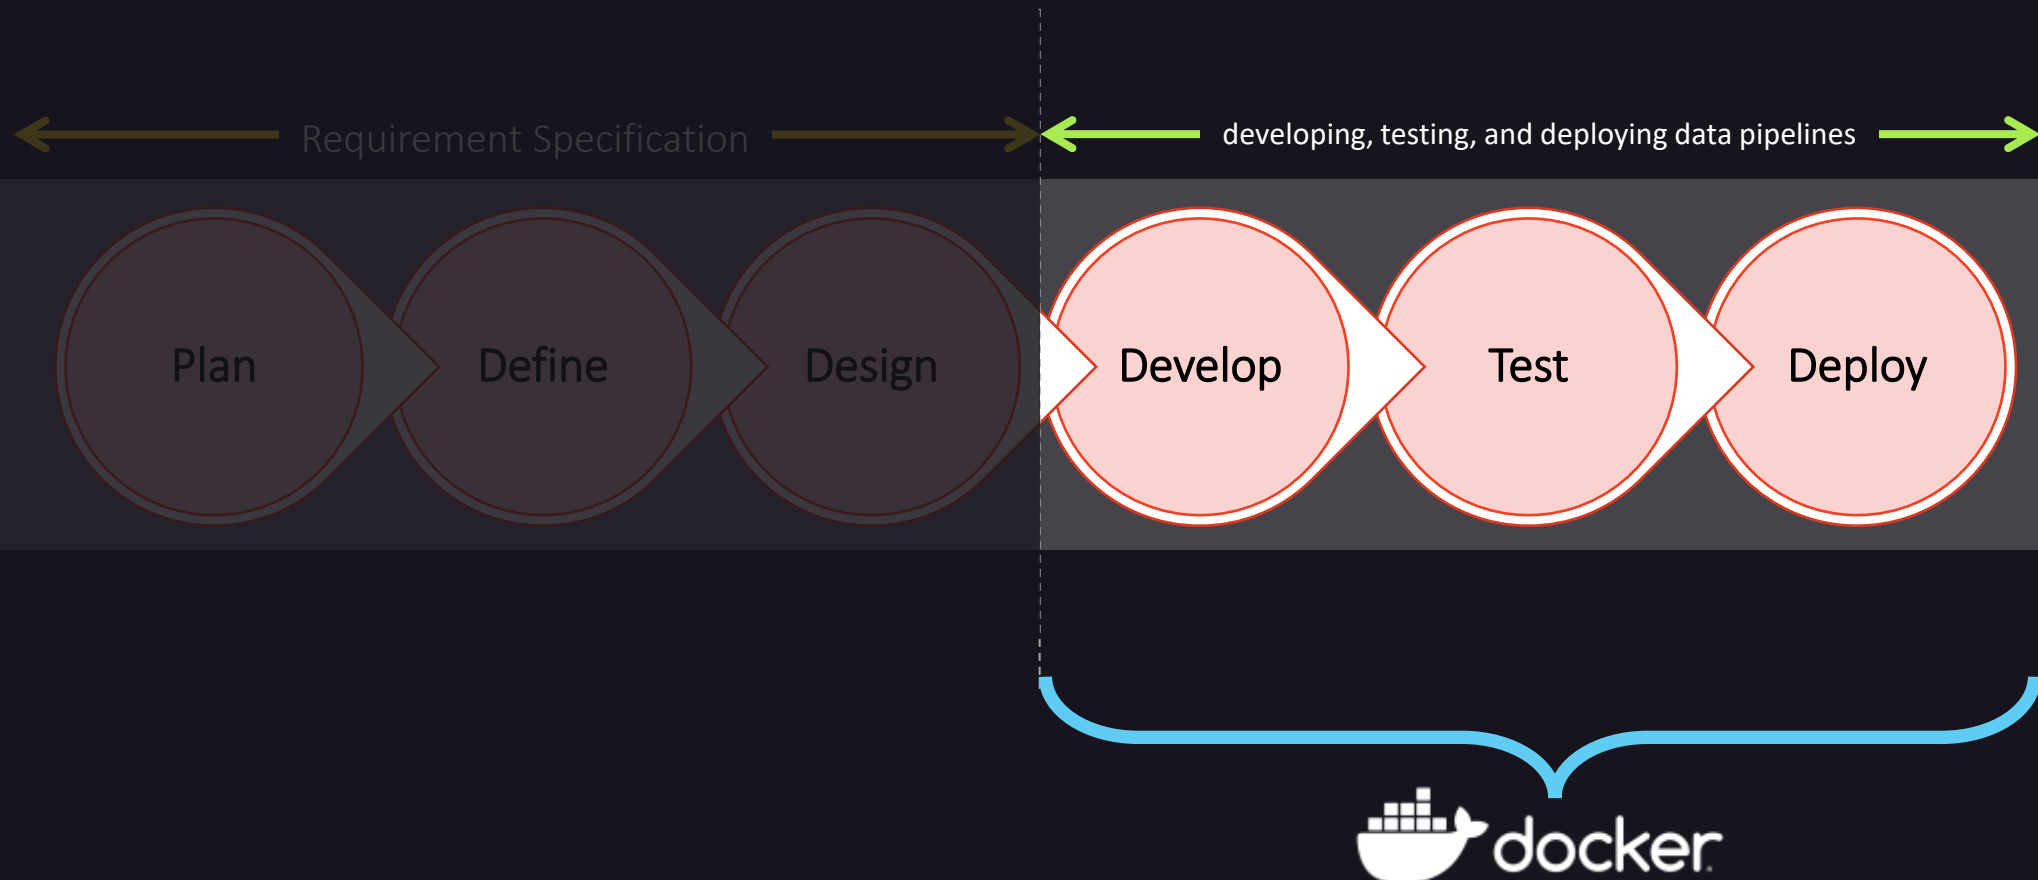 Requirement Specification
developing, testing, and deploying data pipelines
Plan
Define
Design
Develop
Test
Deploy
docker